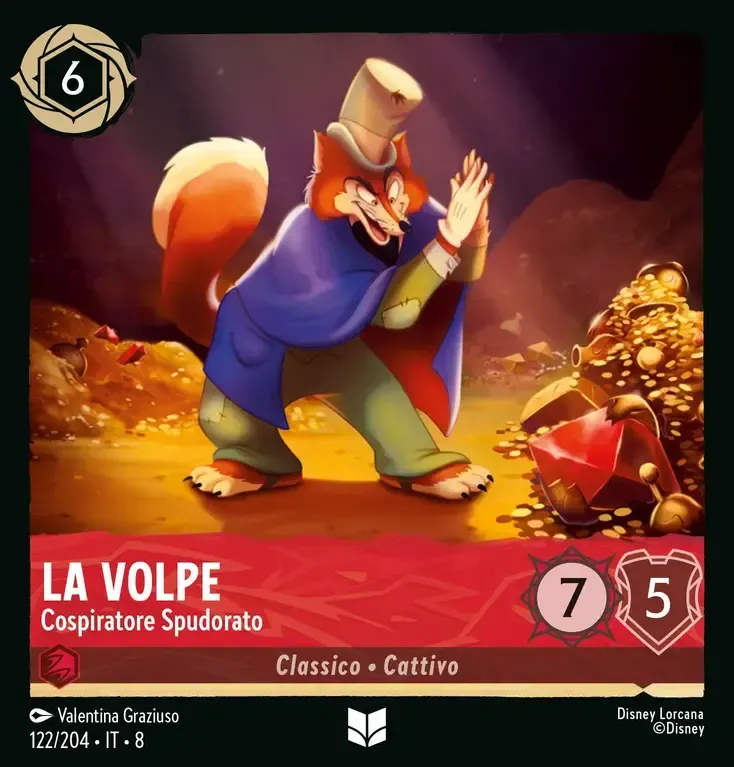 6
LA VOLPE
Cospiratore Spudorato
7
5
Classico • Cattivo
Valentina Graziuso
Disney Lorcana
122/204 • IT • 8
©Disney